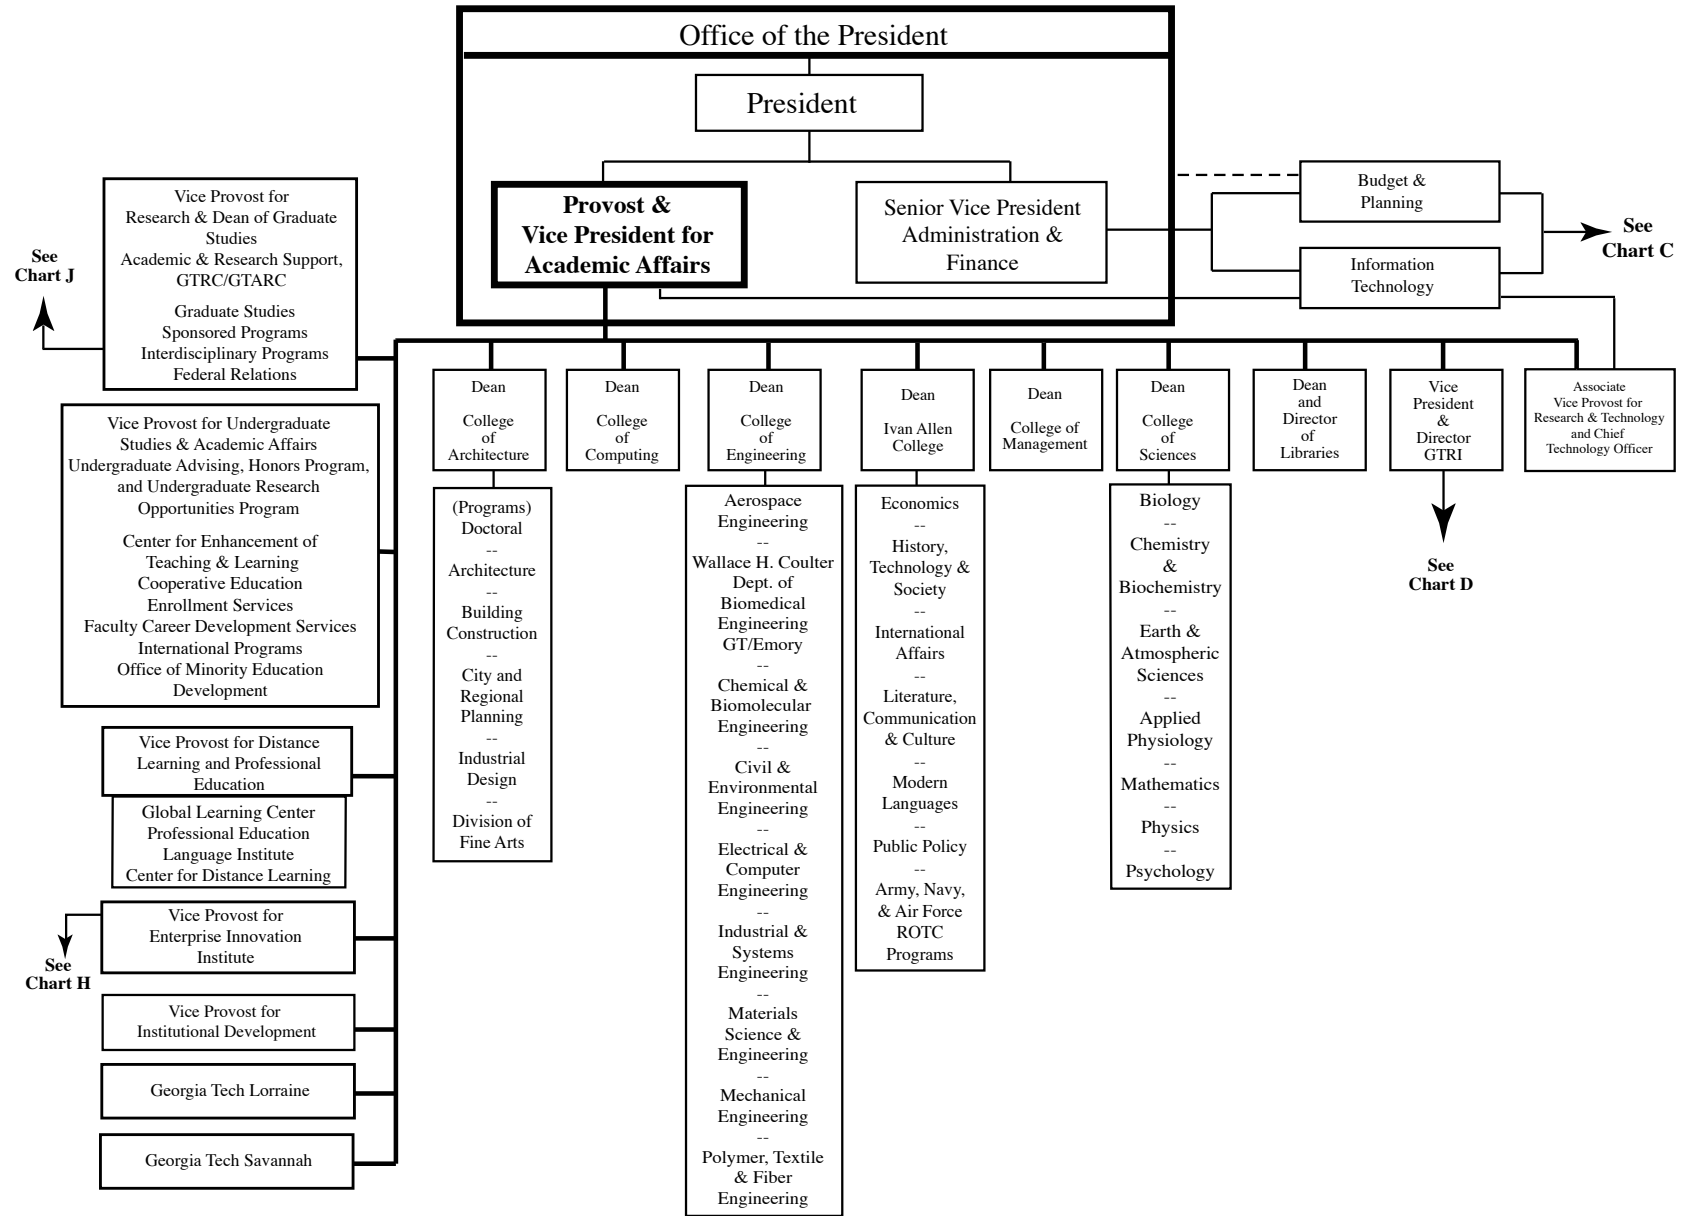 Office of the President
President
Provost &
Vice President for
Academic Affairs
Senior Vice President
Administration &
Finance
Budget &
Planning
Information
Technology
See
Chart C
See
Chart J
Vice Provost for
Research & Dean of Graduate
Studies
Academic & Research Support,
GTRC/GTARC
Graduate Studies
Sponsored Programs
Interdisciplinary Programs
Federal Relations
Vice Provost for Undergraduate
Studies & Academic Affairs
Undergraduate Advising, Honors Program,
and Undergraduate Research
Opportunities Program
Center for Enhancement of
Teaching & Learning
Cooperative Education
Enrollment Services
Faculty Career Development Services
International Programs
Office of Minority Education
Development
Vice Provost for Distance
Learning and Professional
Education
Global Learning Center
Professional Education
Language Institute
Center for Distance Learning
Vice Provost for
Enterprise Innovation
Institute
See
Chart H
Vice Provost for
Institutional Development
Georgia Tech Lorraine
Georgia Tech Savannah
Dean
College
of
Architecture
(Programs)
Doctoral
--
Architecture
--
Building
Construction
--
City and
Regional
Planning
--
Industrial
Design
--
Division of
Fine Arts
Dean
College
of
Computing
Dean
College
of
Engineering
Aerospace
Engineering
--
Wallace H. Coulter
Dept. of
Biomedical
Engineering
GT/Emory
--
Chemical &
Biomolecular
Engineering
--
Civil &
Environmental
Engineering
--
Electrical &
Computer
Engineering
--
Industrial &
Systems
Engineering
--
Materials
Science &
Engineering
--
Mechanical
Engineering
--
Polymer, Textile
& Fiber
Engineering
Dean
Ivan Allen
College
Economics
--
History,
Technology &
Society
--
International
Affairs
--
Literature,
Communication
& Culture
--
Modern
Languages
--
Public Policy
--
Army, Navy,
& Air Force
ROTC
Programs
Dean
College of
Management
Dean
College
of
Sciences
Biology
--
Chemistry
&
Biochemistry
--
Earth &
Atmospheric
Sciences
--
Applied
Physiology
--
Mathematics
--
Physics
--
Psychology
Dean
and
Director
of
Libraries
Vice
President
&
Director
GTRI
See
Chart D
Associate
Vice Provost for
Research & Technology
and Chief
Technology Officer